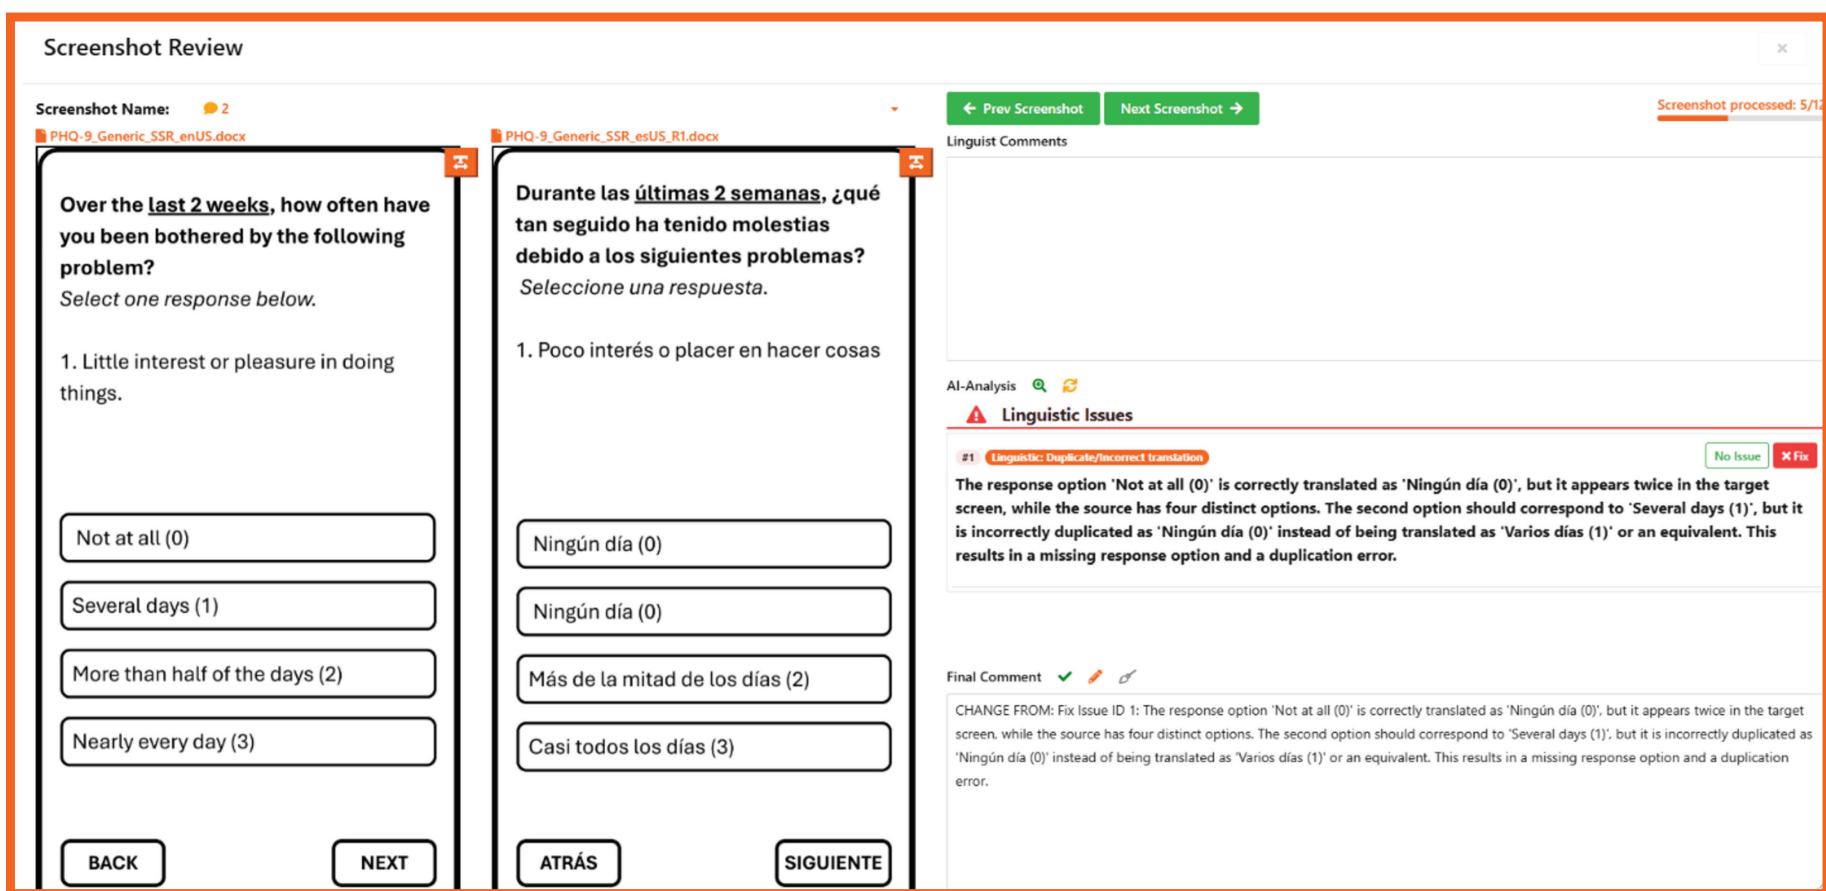 Screenshot Review
×
Screenshot Name: 2
PHQ-9_Generic_SSR_enUS.docx
Over the last 2 weeks, how often have
you been bothered by the following
problem?
Select one response below.
1. Little interest or pleasure in doing
things.
Not at all (0)
Several days (1)
More than half of the days (2)
Nearly every day (3)
BACK
NEXT
PHQ-9_Generic_SSR_esUS_R1.docx
Durante las últimas 2 semanas, ¿qué
tan seguido ha tenido molestias
debido a los siguientes problemas?
Seleccione una respuesta.
1. Poco interés o placer en hacer cosas
Ningún día (0)
Ningún día (0)
Más de la mitad de los días (2)
Casi todos los días (3)
ATRÁS
SIGUIENTE
← Prev Screenshot
Next Screenshot →
Screenshot processed: 5/12
Linguist Comments
AI-Analysis
Linguistic Issues
#1 Linguistic: Duplicate/Incorrect translation
No Issue
× Fix
The response option 'Not at all (0)' is correctly translated as 'Ningún día (0)', but it appears twice in the target
screen, while the source has four distinct options. The second option should correspond to 'Several days (1)', but it
is incorrectly duplicated as 'Ningún día (0)' instead of being translated as 'Varios días (1)' or an equivalent. This
results in a missing response option and a duplication error.
Final Comment
CHANGE FROM: Fix Issue ID 1: The response option 'Not at all (0)' is correctly translated as 'Ningún día (0)', but it appears twice in the target
screen, while the source has four distinct options. The second option should correspond to 'Several days (1)', but it is incorrectly duplicated as
'Ningún día (0)' instead of being translated as 'Varios días (1)' or an equivalent. This results in a missing response option and a duplication
error.